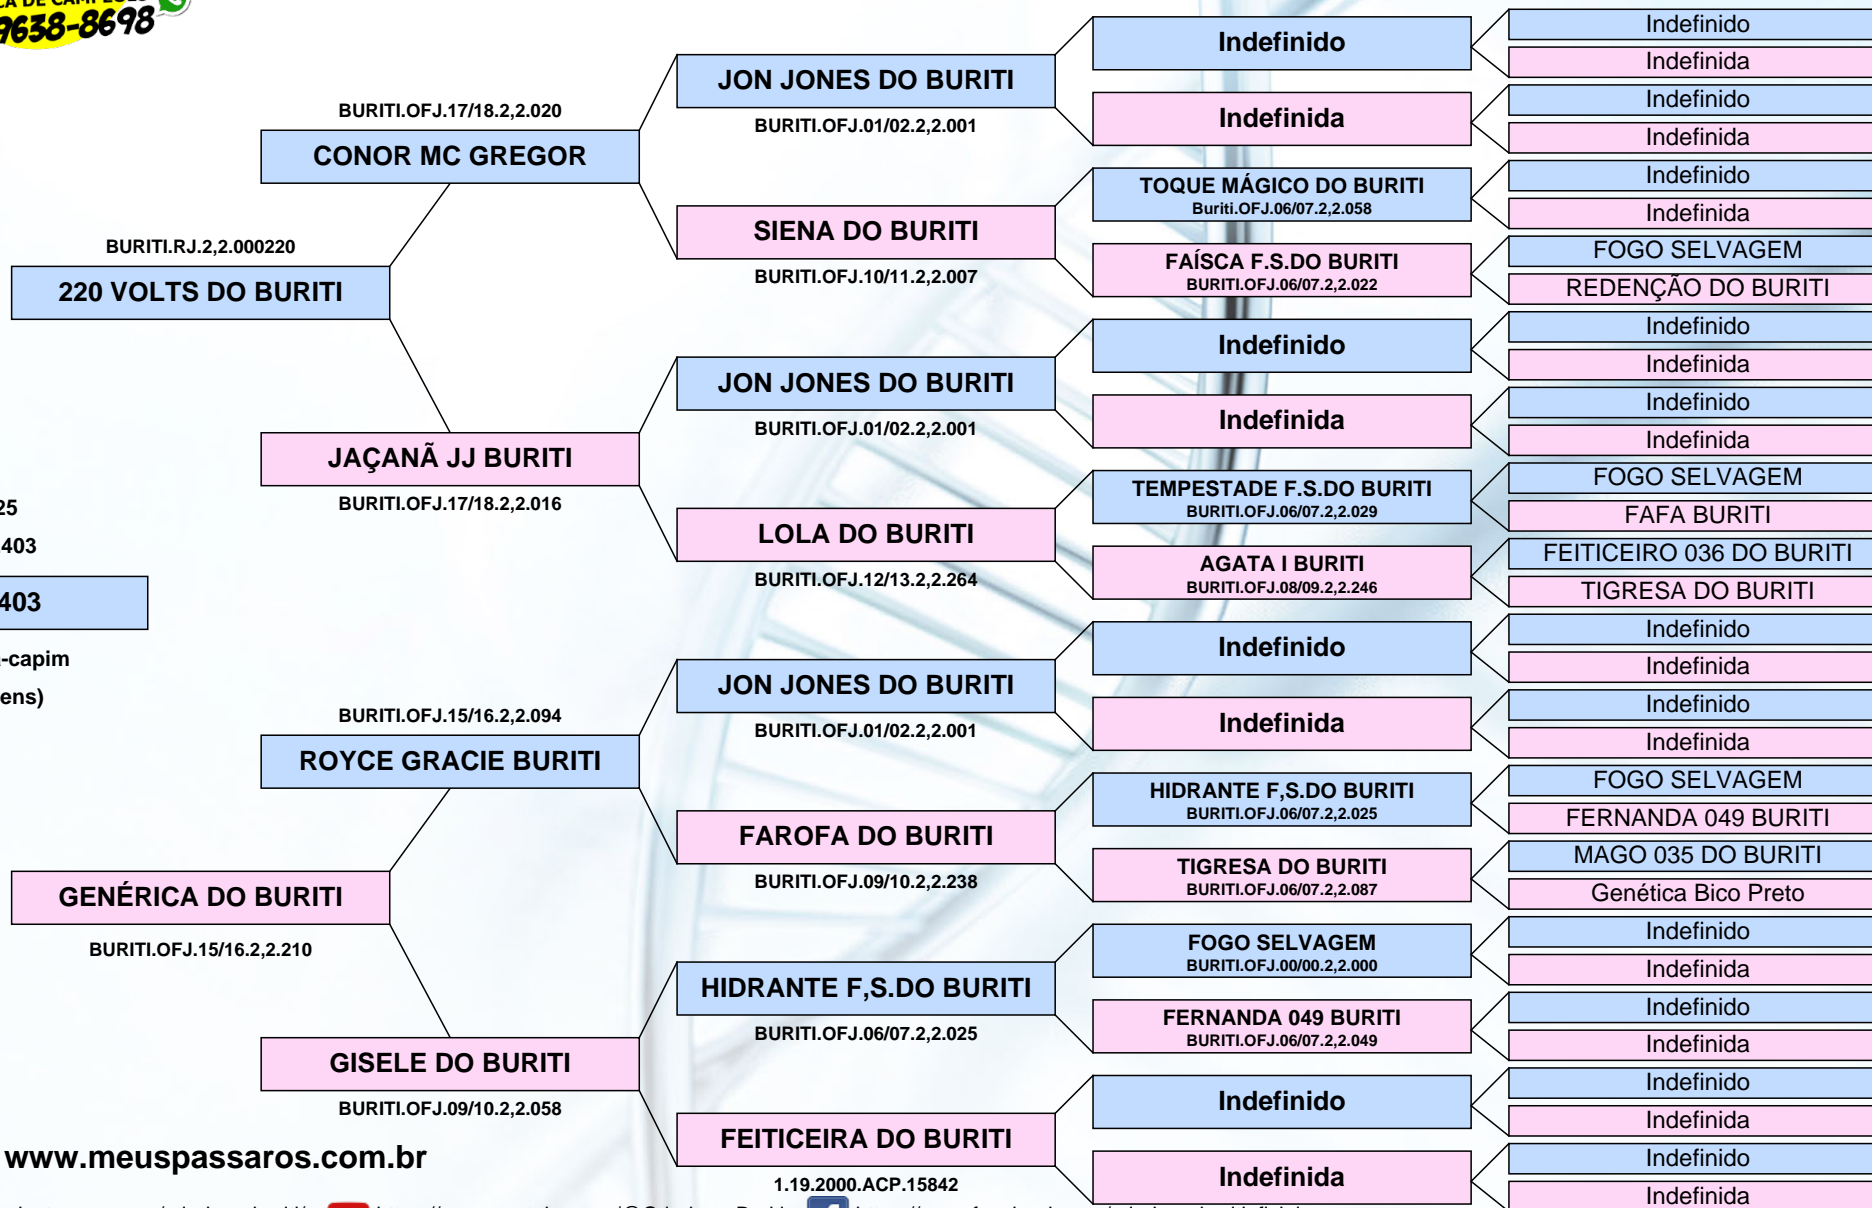 9638-8698
BURITI.RJ.2,2.000220
220 VOLTS DO BURITI
25
403
403
-capim
ens)
GENÉRICA DO BURITI
BURITI.OFJ.15/16.2,2.210
www.meuspassaros.com.br
BURITI.OFJ.17/18.2,2.020
CONOR MC GREGOR
JAÇANÃ JJ BURITI
BURITI.OFJ.17/18.2,2.016
BURITI.OFJ.15/16.2,2.094
ROYCE GRACIE BURITI
GISELE DO BURITI
BURITI.OFJ.09/10.2,2.058
JON JONES DO BURITI
BURITI.OFJ.01/02.2,2.001
SIENA DO BURITI
BURITI.OFJ.10/11.2,2.007
JON JONES DO BURITI
BURITI.OFJ.01/02.2,2.001
LOLA DO BURITI
BURITI.OFJ.12/13.2,2.264
JON JONES DO BURITI
BURITI.OFJ.01/02.2,2.001
FAROFA DO BURITI
BURITI.OFJ.09/10.2,2.238
HIDRANTE F,S.DO BURITI
BURITI.OFJ.06/07.2,2.025
FEITICEIRA DO BURITI
1.19.2000.ACP.15842
Indefinido
Indefinida
TOQUE MÁGICO DO BURITI
Buriti.OFJ.06/07.2,2.058
FAÍSCA F.S.DO BURITI
BURITI.OFJ.06/07.2,2.022
Indefinido
Indefinida
TEMPESTADE F.S.DO BURITI
BURITI.OFJ.06/07.2,2.029
AGATA I BURITI
BURITI.OFJ.08/09.2,2.246
Indefinido
Indefinida
HIDRANTE F,S.DO BURITI
BURITI.OFJ.06/07.2,2.025
TIGRESA DO BURITI
BURITI.OFJ.06/07.2,2.087
FOGO SELVAGEM
BURITI.OFJ.00/00.2,2.000
FERNANDA 049 BURITI
BURITI.OFJ.06/07.2,2.049
Indefinido
Indefinida
Indefinido
Indefinida
Indefinido
Indefinida
Indefinido
Indefinida
FOGO SELVAGEM
REDENÇÃO DO BURITI
Indefinido
Indefinida
Indefinido
Indefinida
FOGO SELVAGEM
FAFA BURITI
FEITICEIRO 036 DO BURITI
TIGRESA DO BURITI
Indefinido
Indefinida
Indefinido
Indefinida
FOGO SELVAGEM
FERNANDA 049 BURITI
MAGO 035 DO BURITI
Genética Bico Preto
Indefinido
Indefinida
Indefinido
Indefinida
Indefinido
Indefinida
Indefinido
Indefinida